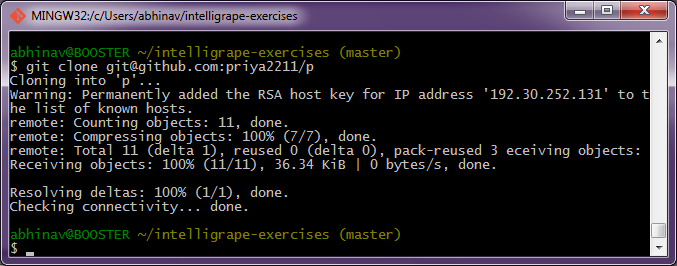 MINGW32:/c/Users/abhinav/intelligrape-exercises
abhinav@BOOSTER ~/intelligrape-exercises (master)
$ git clone git@github.com:priya2211/p
Cloning into 'p'...
Warning: Permanently added the RSA host key for IP address '192.30.252.131' to t
he list of known hosts.
remote: Counting objects: 11, done.
remote: Compressing objects: 100% (7/7), done.
remote: Total 11 (delta 1), reused 0 (delta 0), pack-reused 3 eceiving objects:
Receiving objects: 100% (11/11), 36.34 KiB | 0 bytes/s, done.
Resolving deltas: 100% (1/1), done.
Checking connectivity... done.
abhinav@BOOSTER ~/intelligrape-exercises (master)
$